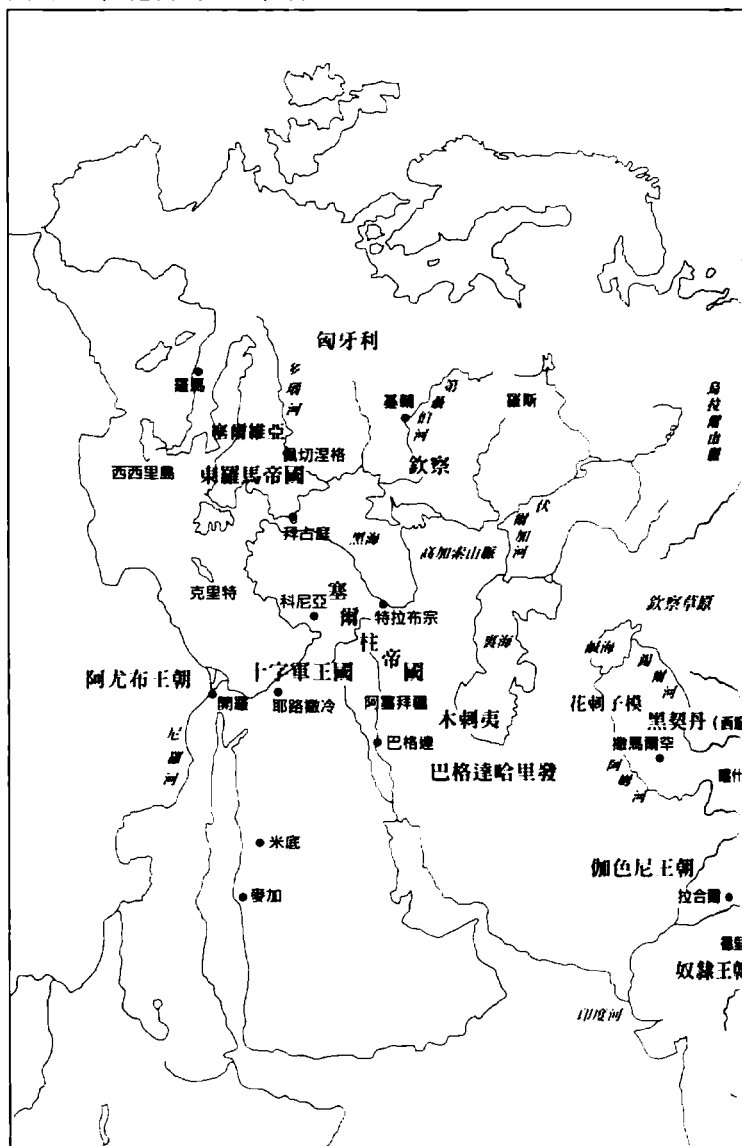 匈牙利
多瑙河
羅馬
基輔
第聶伯河
羅斯
烏拉爾山脈
塞爾維亞
佩切涅格
欽察
西西里島
東羅馬帝國
伏爾加河
拜占庭
黑海
高加索山脈
克里特
科尼亞
塞爾柱帝國
特拉布宗
裏海
欽察草原
鹹海
錫爾河
阿尤布王朝
十字軍王國
開羅
耶路撒冷
阿塞拜疆
木剌夷
花剌子模
黑契丹（西
撒馬爾罕
尼羅河
巴格達
巴格達哈里發
阿姆河
喀什
米底
麥加
伽色尼王朝
拉合爾
奴隸王朝
印度河